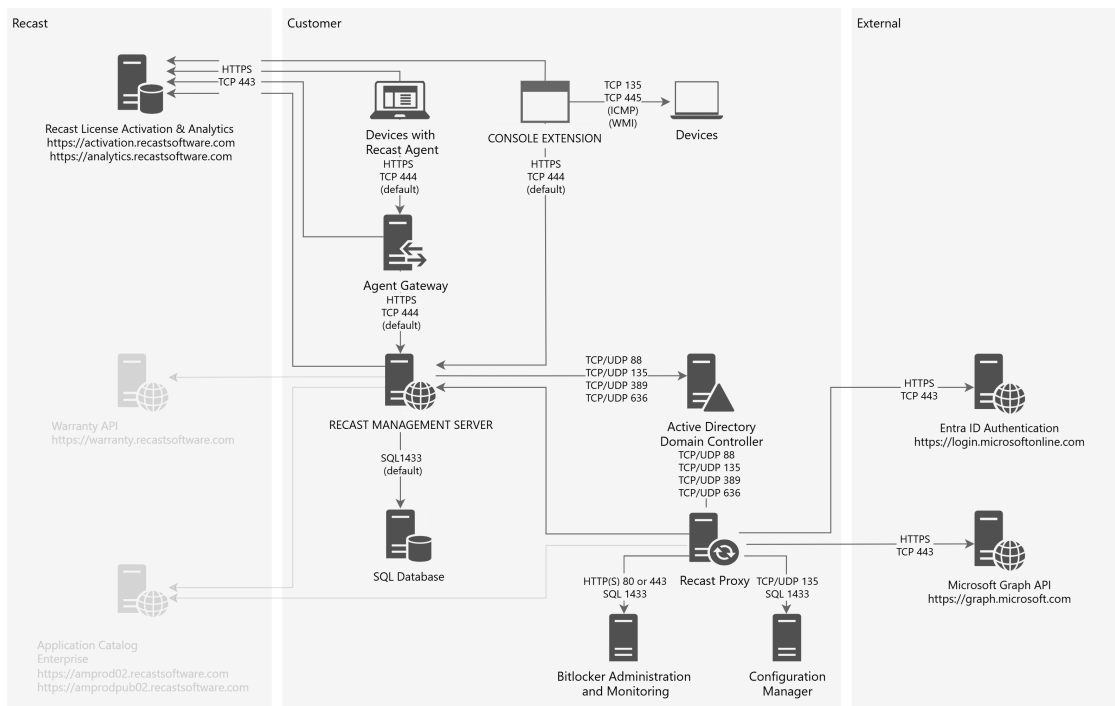 Recast
Customer
External
HTTPS
TCP 443
Recast License Activation & Analytics
https://activation.recastsoftware.com
https://analytics.recastsoftware.com
Devices with
Recast Agent
HTTPS
TCP 444
(default)
CONSOLE EXTENSION
HTTPS
TCP 444
(default)
TCP 135
TCP 445
(ICMP)
(WMI)
Devices
Agent Gateway
HTTPS
TCP 444
(default)
Warranty API
https://warranty.recastsoftware.com
RECAST MANAGEMENT SERVER
TCP/UDP 88
TCP/UDP 135
TCP/UDP 389
TCP/UDP 636
Active Directory
Domain Controller
TCP/UDP 88
TCP/UDP 135
TCP/UDP 389
TCP/UDP 636
HTTPS
TCP 443
Entra ID Authentication
https://login.microsoftonline.com
SQL1433
(default)
SQL Database
Recast Proxy
HTTPS
TCP 443
Microsoft Graph API
https://graph.microsoft.com
HTTP(S) 80 or 443
SQL 1433
TCP/UDP 135
SQL 1433
Application Catalog
Enterprise
https://amprod02.recastsoftware.com
https://amprodpub02.recastsoftware.com
Bitlocker Administration
and Monitoring
Configuration
Manager